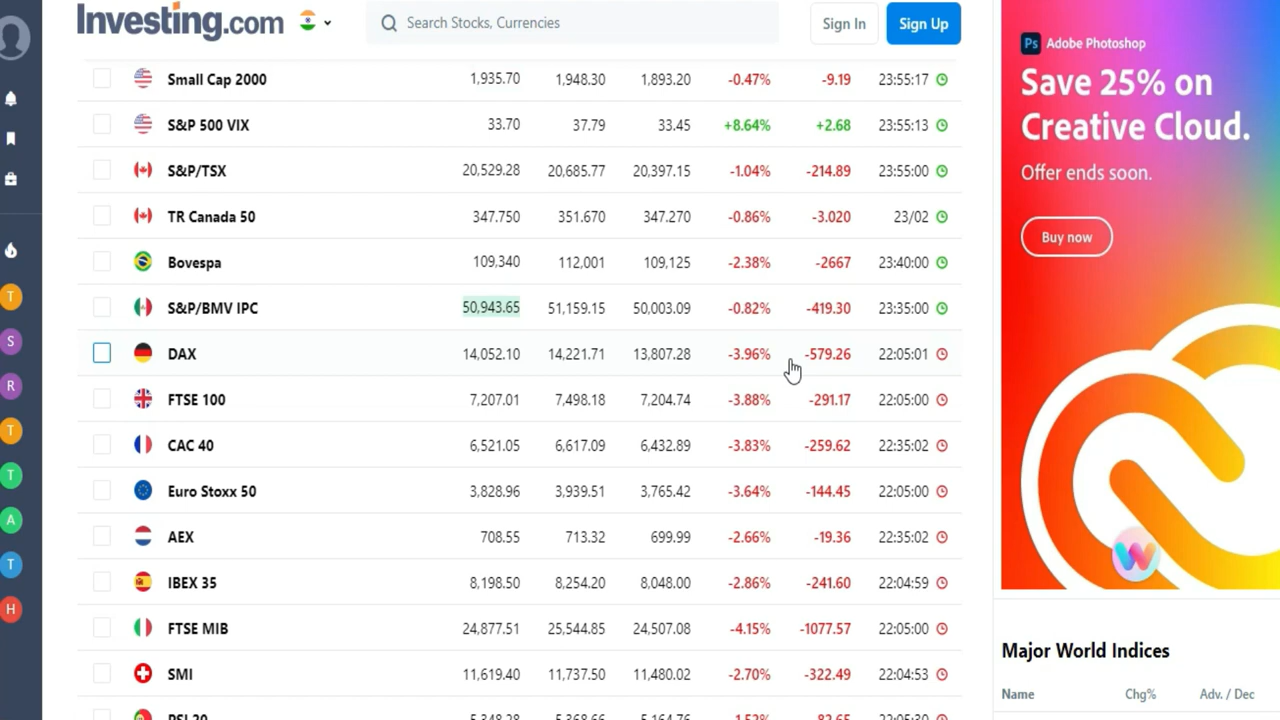 Investing.com
Search Stocks, Currencies
Sign In
Sign Up
Small Cap 2000 1,935.70 1,948.30 1,893.20 -0.47% -9.19 23:55:17
S&P 500 VIX 33.70 37.79 33.45 +8.64% +2.68 23:55:13
S&P/TSX 20,529.28 20,685.77 20,397.15 -1.04% -214.89 23:55:00
TR Canada 50 347.750 351.670 347.270 -0.86% -3.020 23/02
Bovespa 109,340 112,001 109,125 -2.38% -2667 23:40:00
S&P/BMV IPC 50,943.65 51,159.15 50,003.09 -0.82% -419.30 23:35:00
DAX 14,052.10 14,221.71 13,807.28 -3.96% -579.26 22:05:01
FTSE 100 7,207.01 7,498.18 7,204.74 -3.88% -291.17 22:05:00
CAC 40 6,521.05 6,617.09 6,432.89 -3.83% -259.62 22:35:02
Euro Stoxx 50 3,828.96 3,939.51 3,765.42 -3.64% -144.45 22:05:00
AEX 708.55 713.32 699.99 -2.66% -19.36 22:35:02
IBEX 35 8,198.50 8,254.20 8,048.00 -2.86% -241.60 22:04:59
FTSE MIB 24,877.51 25,544.85 24,507.08 -4.15% -1077.57 22:05:00
SMI 11,619.40 11,737.50 11,480.02 -2.70% -322.49 22:04:53
T
S
R
T
T
A
T
H
Ps Adobe Photoshop
Save 25% on
Creative Cloud.
Offer ends soon.
Buy now
W
Major World Indices
Name Chg% Adv. / Dec